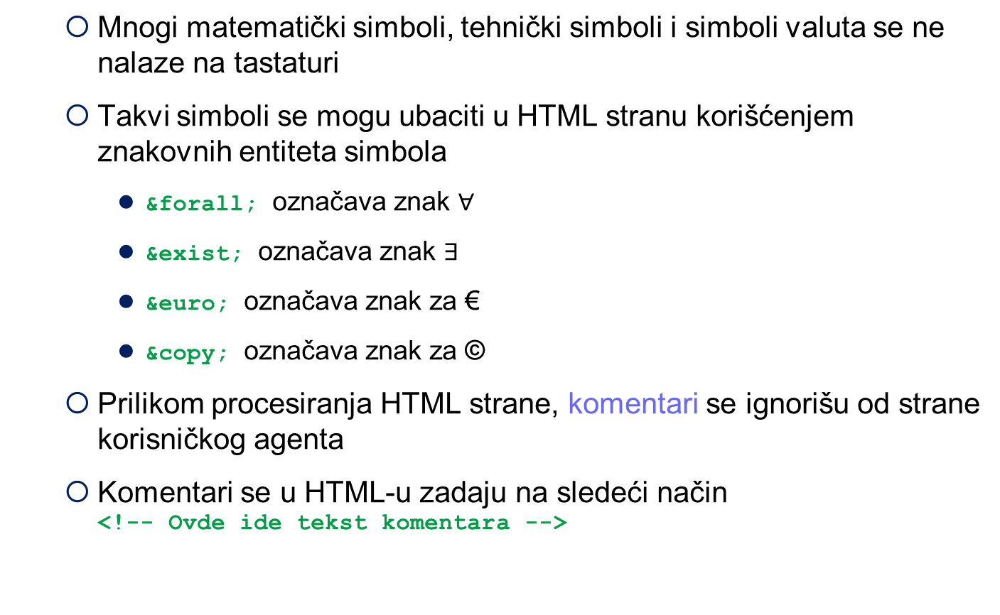 Mnogi matematički simboli, tehnički simboli i simboli valuta se ne
nalaze na tastaturi
Takvi simboli se mogu ubaciti u HTML stranu korišćenjem
znakovnih entiteta simbola
&forall; označava znak ∀
&exist; označava znak ∃
&euro; označava znak za €
&copy; označava znak za ©
Prilikom procesiranja HTML strane, komentari se ignorišu od strane
korisničkog agenta
Komentari se u HTML-u zadaju na sledeći način
<!-- Ovde ide tekst komentara -->